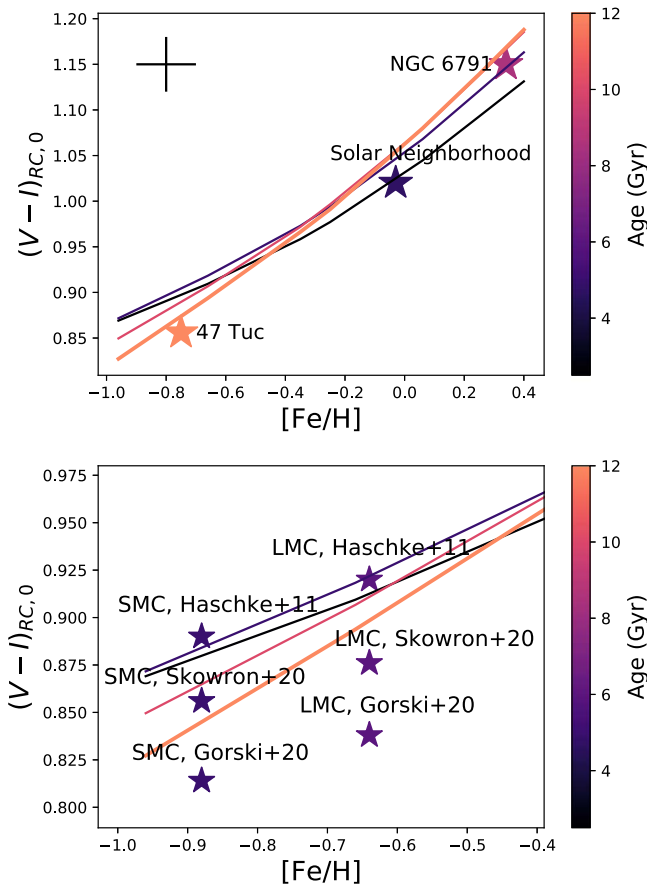 1.20
1.15
1.10
1.05
1.00
0.95
0.90
0.85
(V − I)RC, 0
NGC 6791
Solar Neighborhood
47 Tuc
−1.0 −0.8 −0.6 −0.4 −0.2 0.0 0.2 0.4
[Fe/H]
12
10
8
6
4
Age (Gyr)
0.975
0.950
0.925
0.900
0.875
0.850
0.825
0.800
(V − I)RC, 0
LMC, Haschke+11
SMC, Haschke+11
LMC, Skowron+20
SMC, Skowron+20
LMC, Gorski+20
SMC, Gorski+20
−1.0 −0.9 −0.8 −0.7 −0.6 −0.5 −0.4
[Fe/H]
12
10
8
6
4
Age (Gyr)